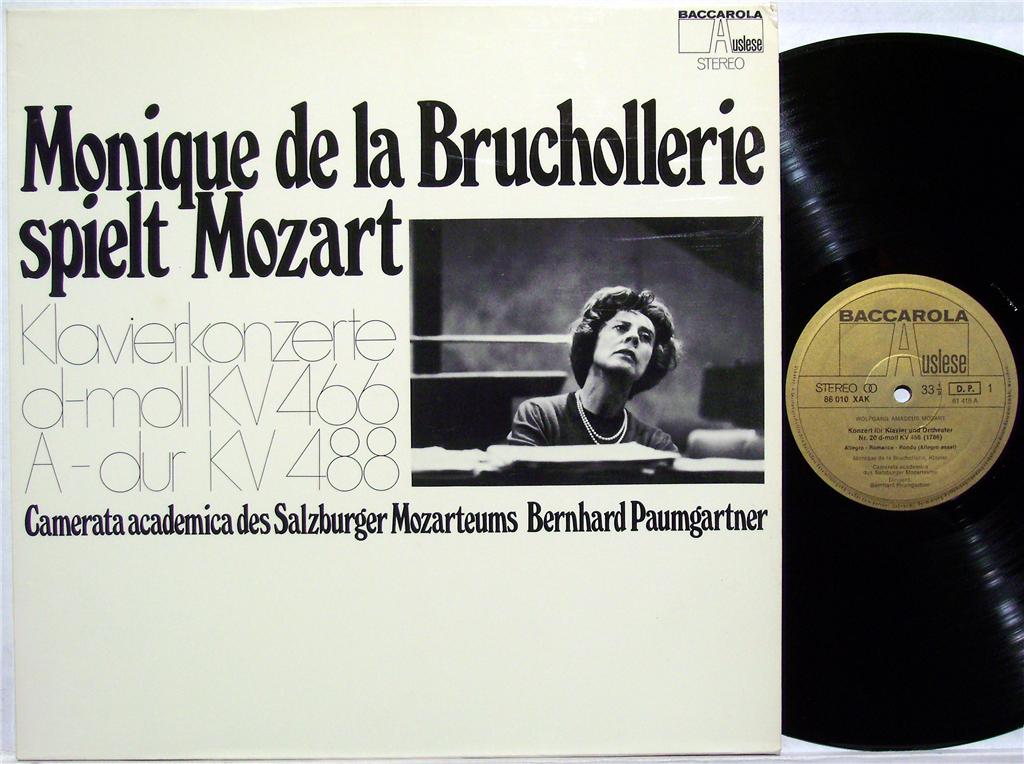 BACCAROLA
Auslese
STEREO
Monique de la Bruchollerie
spielt Mozart
Klavierkonzerte
d-moll KV 466
A-dur KV 488
Camerata academica des Salzburger Mozarteums Bernhard Paumgartner
BACCAROLA
Auslese
STEREO
33⅓
D.P.
1
86 010 XAK
61 415 A
WOLFGANG AMADEUS MOZART
Konzert für Klavier und Orchester
Nr. 20 d-moll KV 466 (1786)
Allegro - Romance - Rondo (Allegro assai)
Monique de la Bruchollerie, Klavier
Camerata academica
des Salzburger Mozarteums
Dirigent:
Bernhard Paumgartner